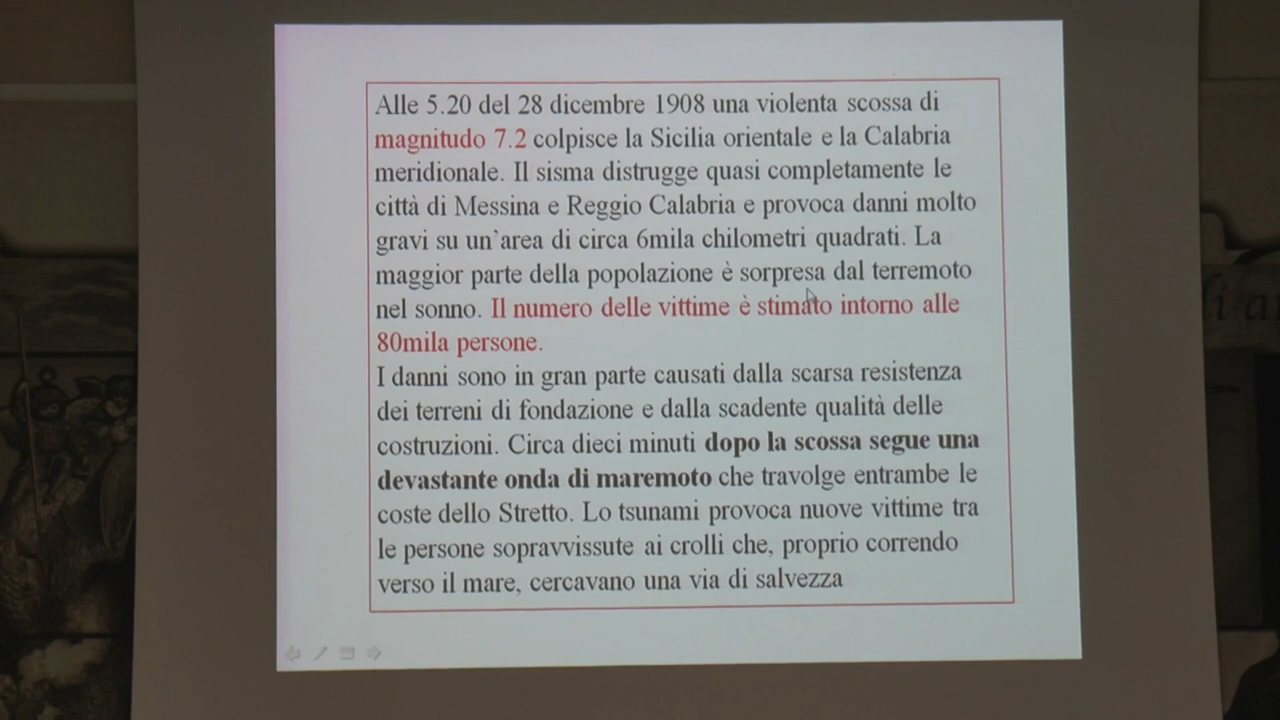 Alle 5.20 del 28 dicembre 1908 una violenta scossa di
magnitudo 7.2 colpisce la Sicilia orientale e la Calabria
meridionale. Il sisma distrugge quasi completamente le
città di Messina e Reggio Calabria e provoca danni molto
gravi su un'area di circa 6mila chilometri quadrati. La
maggior parte della popolazione è sorpresa dal terremoto
nel sonno. Il numero delle vittime è stimato intorno alle
80mila persone.
I danni sono in gran parte causati dalla scarsa resistenza
dei terreni di fondazione e dalla scadente qualità delle
costruzioni. Circa dieci minuti dopo la scossa segue una
devastante onda di maremoto che travolge entrambe le
coste dello Stretto. Lo tsunami provoca nuove vittime tra
le persone sopravvissute ai crolli che, proprio correndo
verso il mare, cercavano una via di salvezza